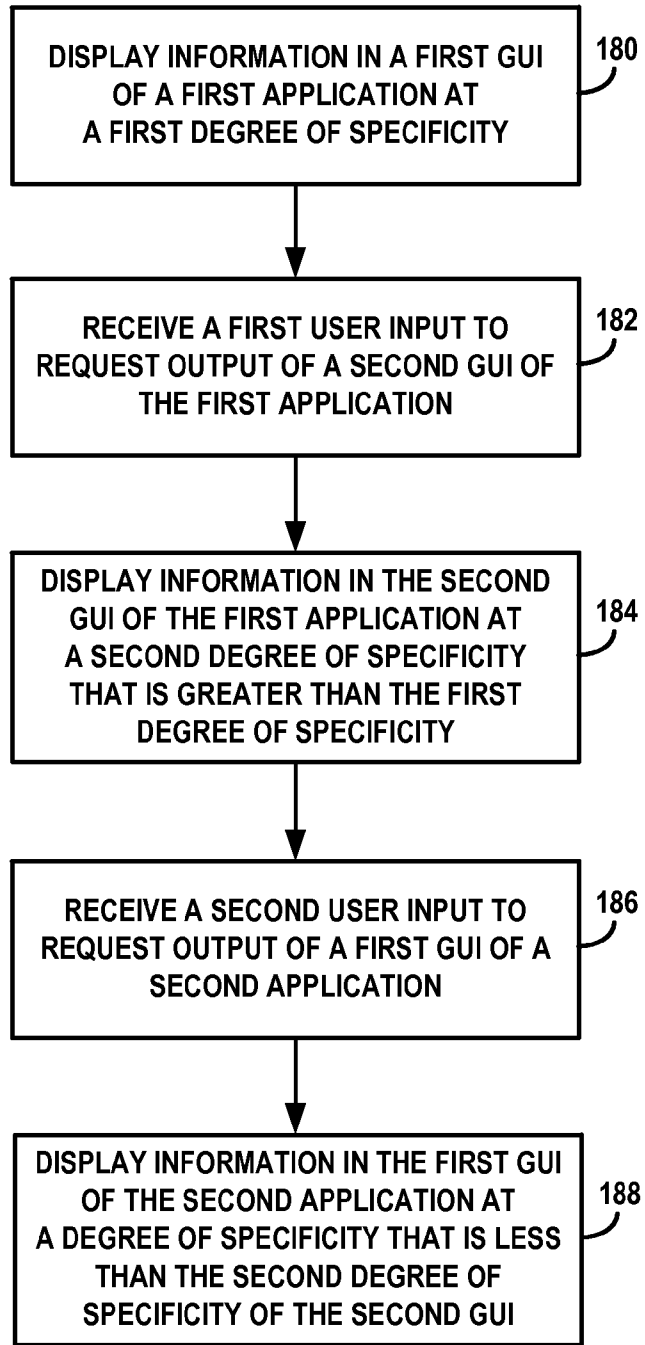 DISPLAY INFORMATION IN A FIRST GUI
OF A FIRST APPLICATION AT
A FIRST DEGREE OF SPECIFICITY
180
RECEIVE A FIRST USER INPUT TO
REQUEST OUTPUT OF A SECOND GUI OF
THE FIRST APPLICATION
182
DISPLAY INFORMATION IN THE SECOND
GUI OF THE FIRST APPLICATION AT
A SECOND DEGREE OF SPECIFICITY
THAT IS GREATER THAN THE FIRST
DEGREE OF SPECIFICITY
184
RECEIVE A SECOND USER INPUT TO
REQUEST OUTPUT OF A FIRST GUI OF A
SECOND APPLICATION
186
DISPLAY INFORMATION IN THE FIRST GUI
OF THE SECOND APPLICATION AT
A DEGREE OF SPECIFICITY THAT IS LESS
THAN THE SECOND DEGREE OF
SPECIFICITY OF THE SECOND GUI
188